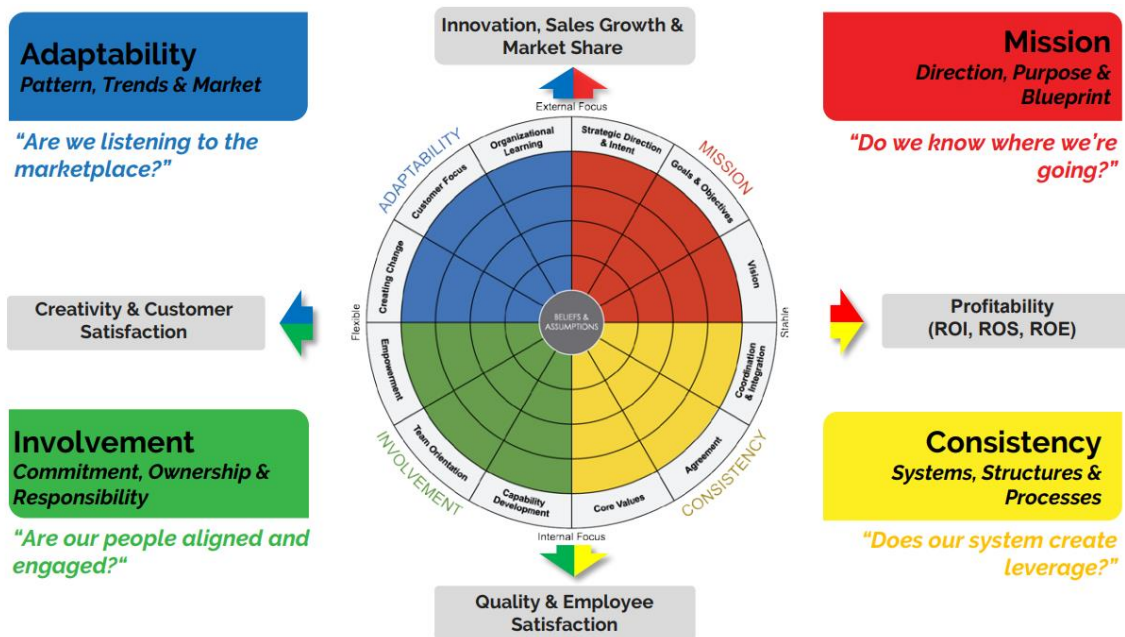 Adaptability
Pattern, Trends & Market
“Are we listening to the
marketplace?”
Innovation, Sales Growth &
Market Share
Mission
Direction, Purpose &
Blueprint
“Do we know where we’re
going?”
External Focus
ADAPTABILITY
MISSION
Creating Change
Customer Focus
Organizational
Learning
Strategic Direction
& Intent
Goals & Objectives
Vision
Creativity & Customer
Satisfaction
Flexible
BELIEFS &
ASSUMPTIONS
Stable
Profitability
(ROI, ROS, ROE)
Empowerment
Team Orientation
Capability
Development
Core Values
Agreement
Coordination
& Integration
INVOLVEMENT
CONSISTENCY
Internal Focus
Involvement
Commitment, Ownership &
Responsibility
“Are our people aligned and
engaged?“
Quality & Employee
Satisfaction
Consistency
Systems, Structures &
Processes
“Does our system create
leverage?”